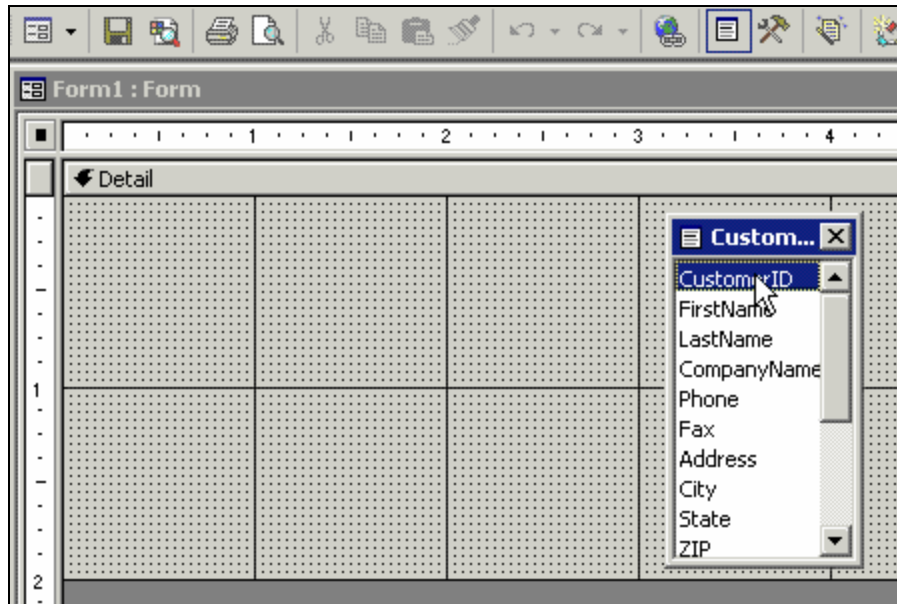 Form1 : Form
1 2 3 4
Detail
Custom...
CustomerID
FirstName
LastName
CompanyName
Phone
Fax
Address
City
State
ZIP
1
2